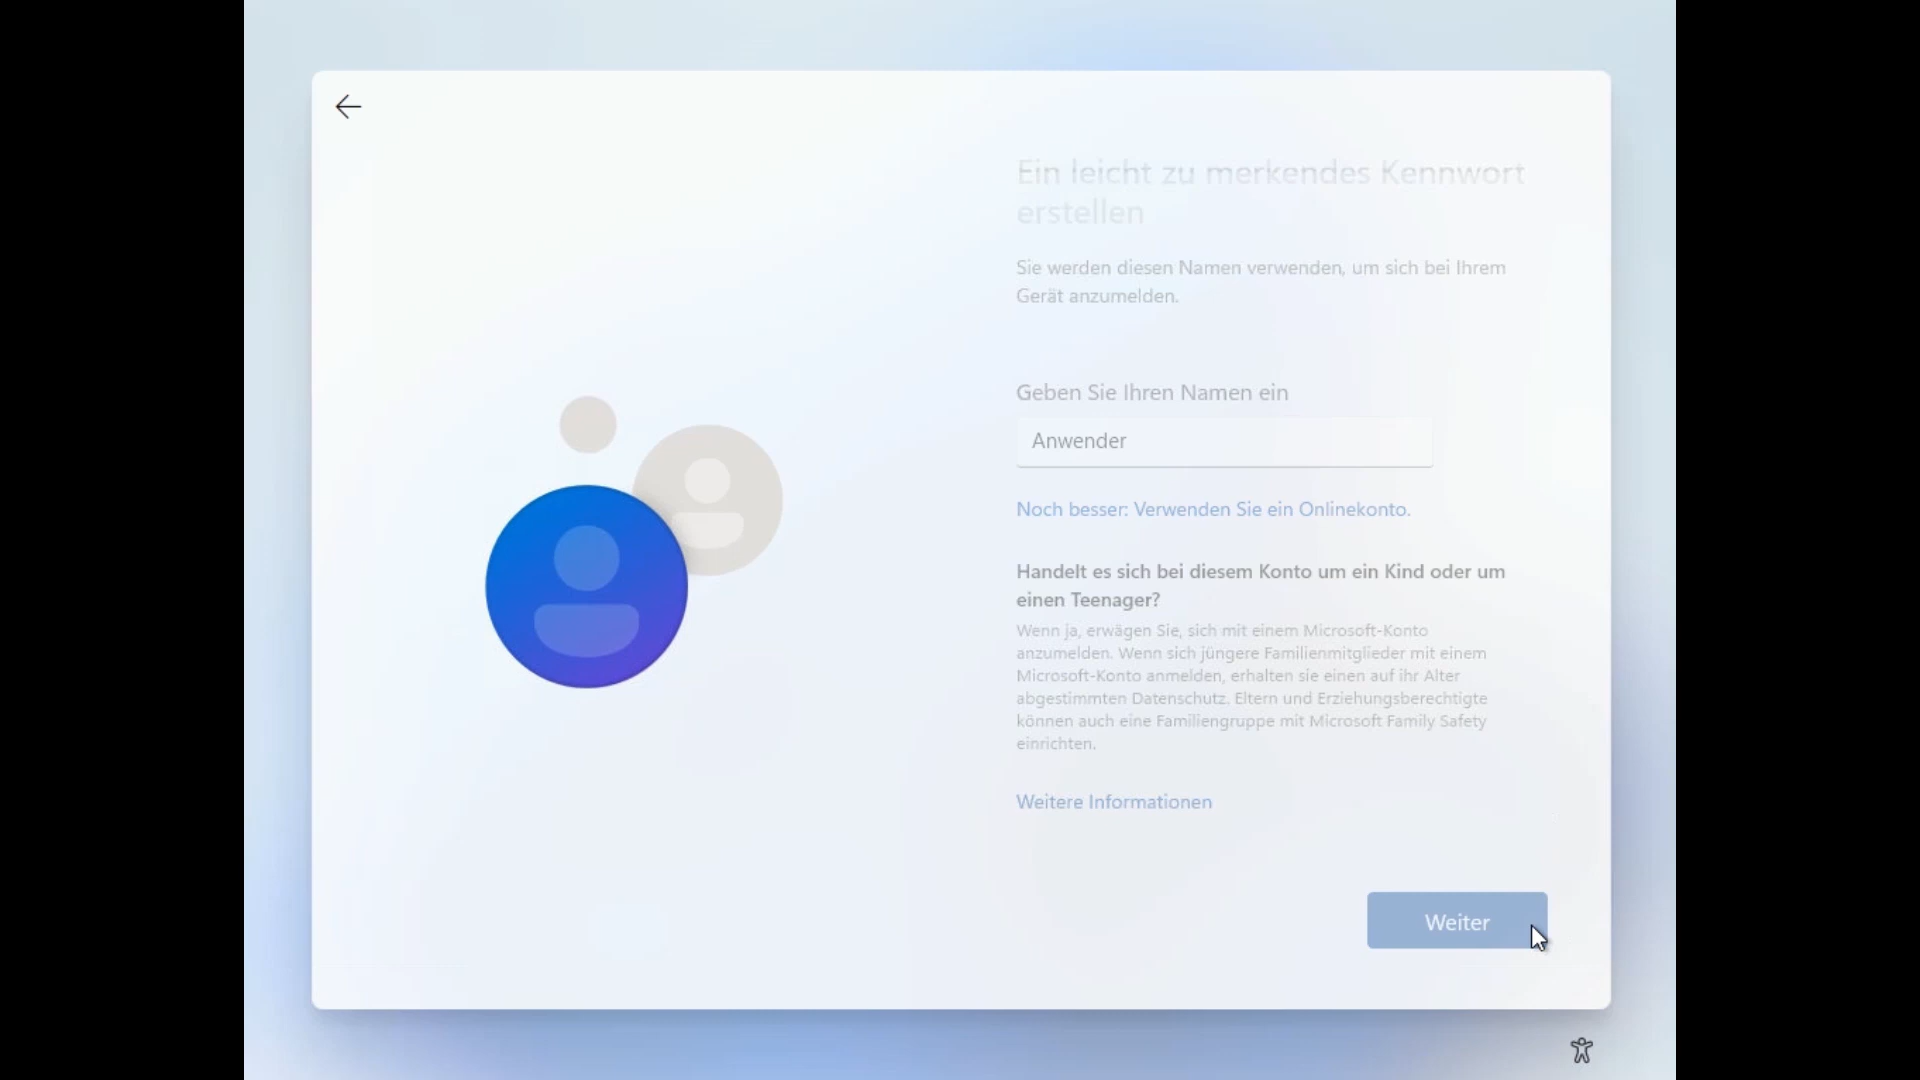 Ein leicht zu merkendes Kennwort
erstellen
Sie werden diesen Namen verwenden, um sich bei Ihrem
Gerät anzumelden.
Geben Sie Ihren Namen ein
Anwender
Noch besser: Verwenden Sie ein Onlinekonto.
Handelt es sich bei diesem Konto um ein Kind oder um
einen Teenager?
Wenn ja, erwägen Sie, sich mit einem Microsoft-Konto
anzumelden. Wenn sich jüngere Familienmitglieder mit einem
Microsoft-Konto anmelden, erhalten sie einen auf ihr Alter
abgestimmten Datenschutz. Eltern und Erziehungsberechtigte
können auch eine Familiengruppe mit Microsoft Family Safety
einrichten.
Weitere Informationen
Weiter